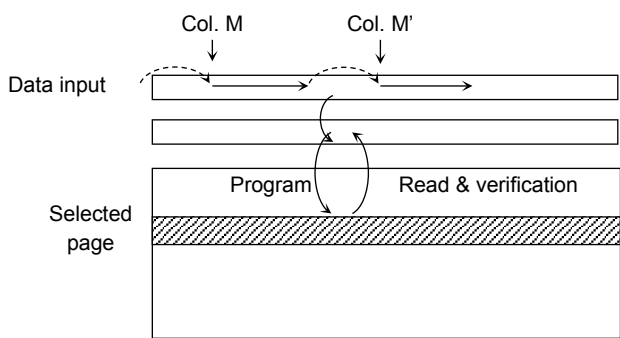 Col. M Col. M’
Data input
Program Read & verification
Selected
page